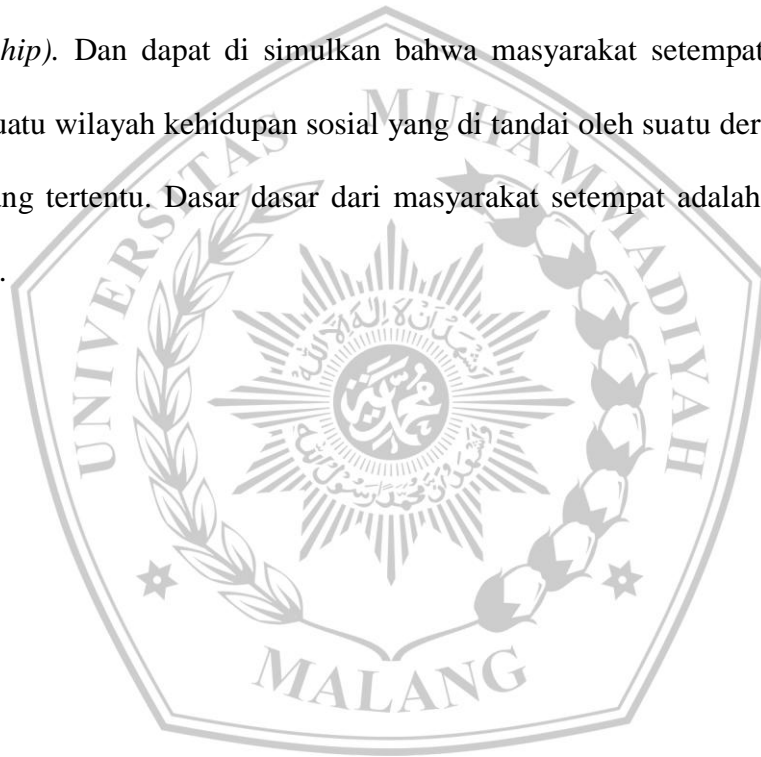 hip). Dan dapat di simulkan bahwa masyarakat setempat
uatu wilayah kehidupan sosial yang di tandai oleh suatu der
ang tertentu. Dasar dasar dari masyarakat setempat adalah
.
UNIVERSITAS MUHAMMADIYAH
MALANG